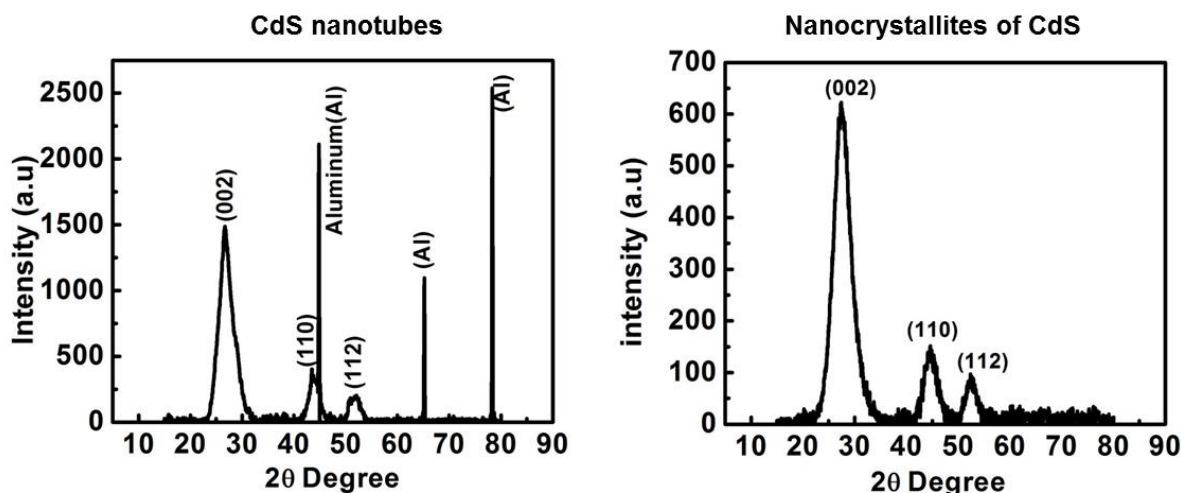 CdS nanotubes
Intensity (a.u)
2500
2000
1500
1000
500
0
(002)
(110)
Aluminum(Al)
(112)
(Al)
(Al)
10 20 30 40 50 60 70 80 90
2θ Degree
Nanocrystallites of CdS
intensity (a.u)
700
600
500
400
300
200
100
0
(002)
(110)
(112)
10 20 30 40 50 60 70 80 90
2θ Degree